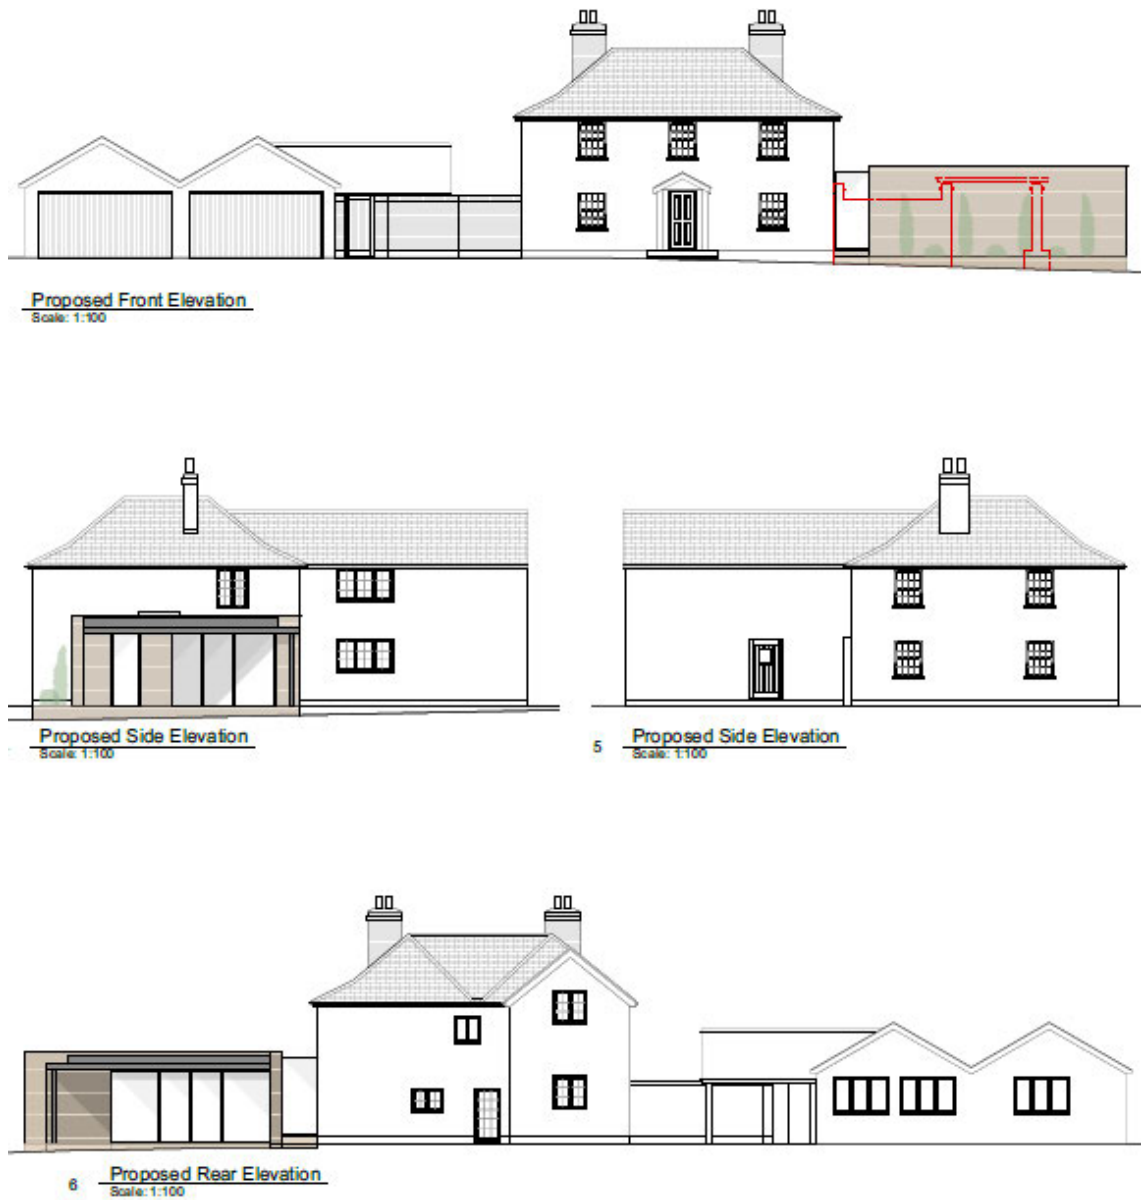 Proposed Front Elevation
Scale: 1:100
Proposed Side Elevation
Scale: 1:100
5 Proposed Side Elevation
Scale: 1:100
6 Proposed Rear Elevation
Scale: 1:100